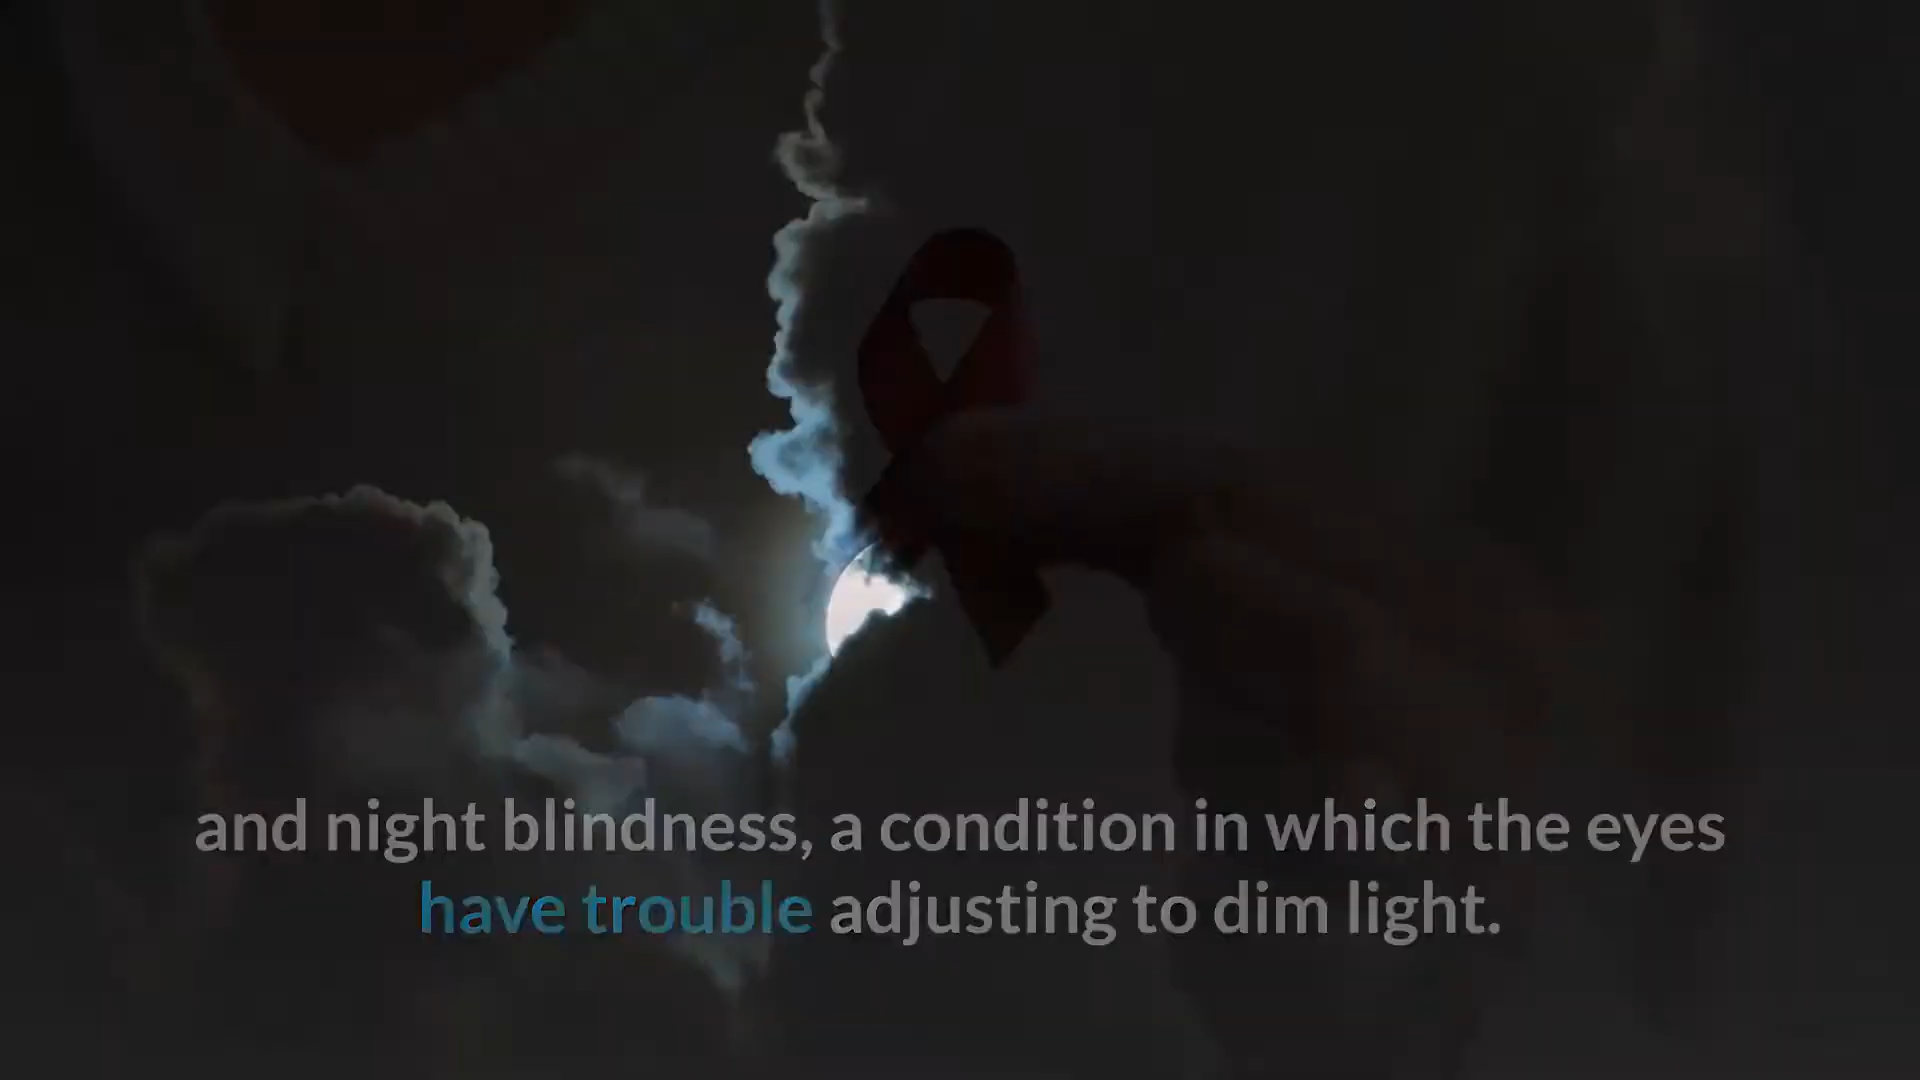 and night blindness, a condition in which the eyes
have trouble adjusting to dim light.